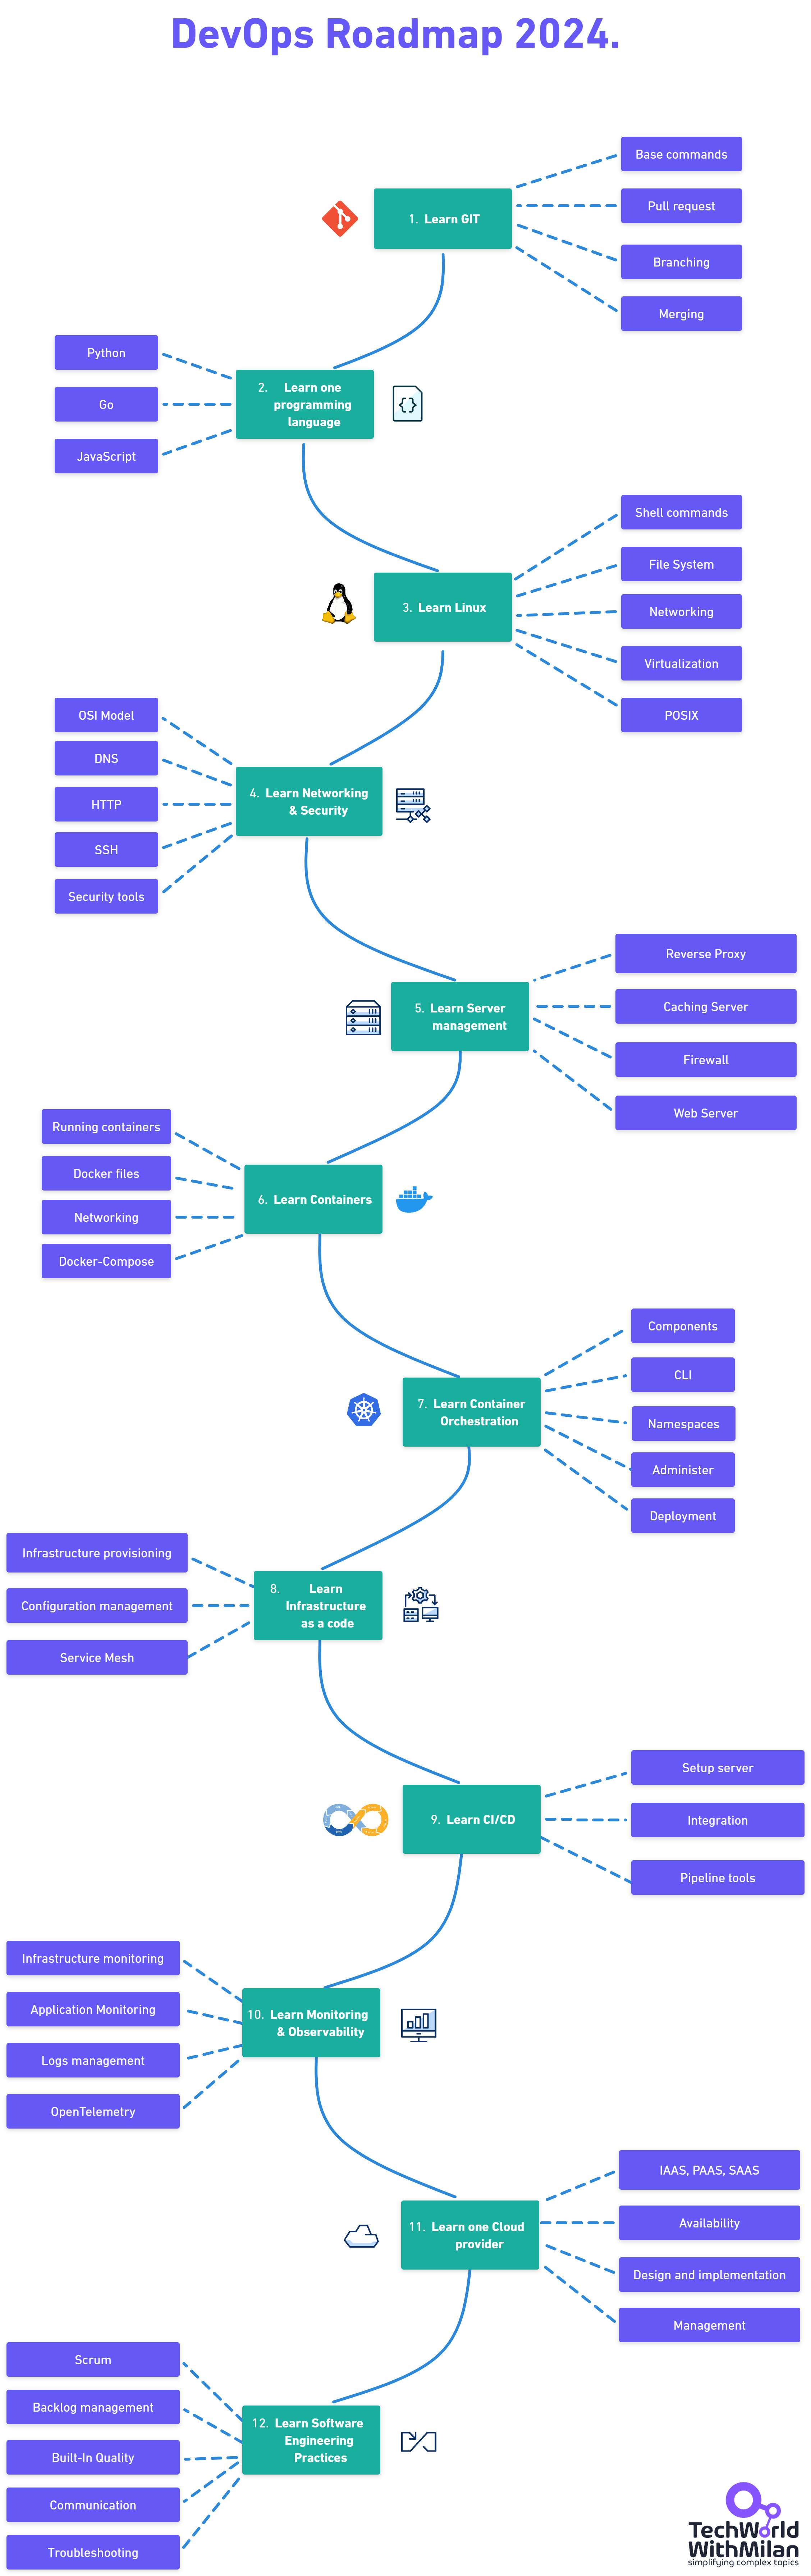 DevOps Roadmap 2024.
1. Learn GIT
Base commands
Pull request
Branching
Merging
2. Learn one
programming
language
Python
Go
JavaScript
{}
3. Learn Linux
Shell commands
File System
Networking
Virtualization
POSIX
4. Learn Networking
& Security
OSI Model
DNS
HTTP
SSH
Security tools
5. Learn Server
management
Reverse Proxy
Caching Server
Firewall
Web Server
6. Learn Containers
Running containers
Docker files
Networking
Docker-Compose
7. Learn Container
Orchestration
Components
CLI
Namespaces
Administer
Deployment
8. Learn
Infrastructure
as a code
Infrastructure provisioning
Configuration management
Service Mesh
9. Learn CI/CD
Setup server
Integration
Pipeline tools
10. Learn Monitoring
& Observability
Infrastructure monitoring
Application Monitoring
Logs management
OpenTelemetry
11. Learn one Cloud
provider
IAAS, PAAS, SAAS
Availability
Design and implementation
Management
12. Learn Software
Engineering
Practices
Scrum
Backlog management
Built-In Quality
Communication
Troubleshooting
TechWorld
WithMilan
simplifying complex topics